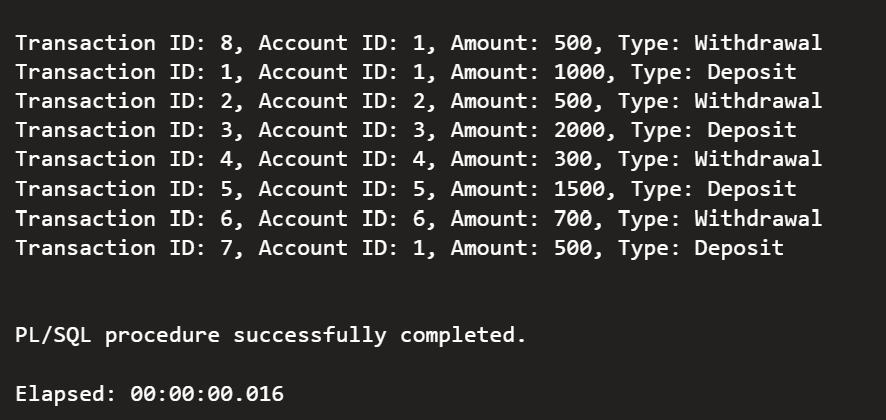 Transaction ID: 8, Account ID: 1, Amount: 500, Type: Withdrawal
Transaction ID: 1, Account ID: 1, Amount: 1000, Type: Deposit
Transaction ID: 2, Account ID: 2, Amount: 500, Type: Withdrawal
Transaction ID: 3, Account ID: 3, Amount: 2000, Type: Deposit
Transaction ID: 4, Account ID: 4, Amount: 300, Type: Withdrawal
Transaction ID: 5, Account ID: 5, Amount: 1500, Type: Deposit
Transaction ID: 6, Account ID: 6, Amount: 700, Type: Withdrawal
Transaction ID: 7, Account ID: 1, Amount: 500, Type: Deposit
PL/SQL procedure successfully completed.
Elapsed: 00:00:00.016